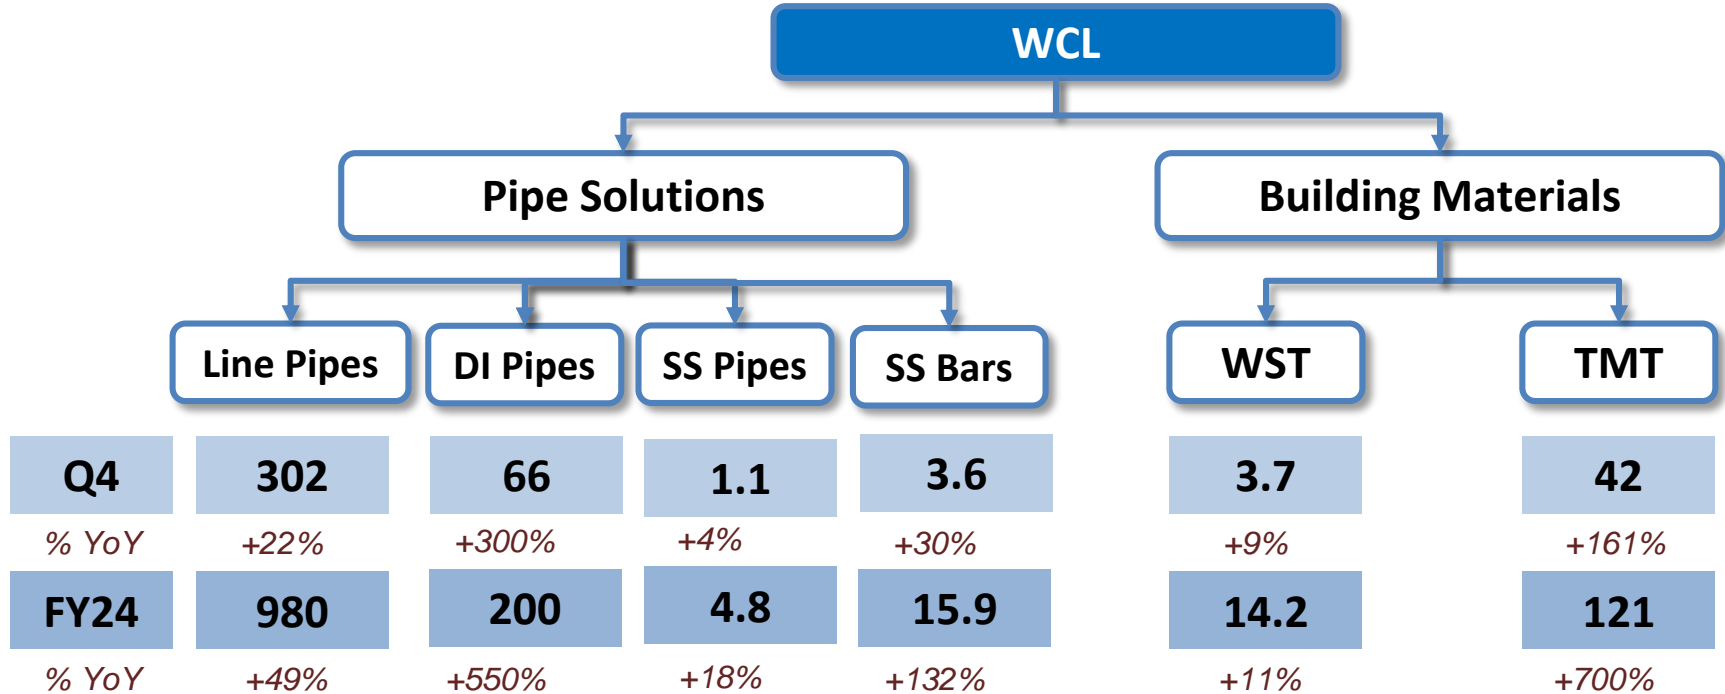 WCL
Pipe Solutions
Building Materials
Line Pipes
DI Pipes
SS Pipes
SS Bars
WST
TMT
Q4 302 66 1.1 3.6 3.7 42
% YoY +22% +300% +4% +30% +9% +161%
FY24 980 200 4.8 15.9 14.2 121
% YoY +49% +550% +18% +132% +11% +700%